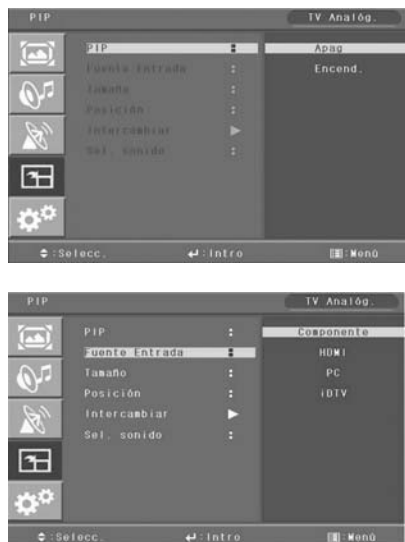 PIP TV Analóg.
PIP : Apag
Fuente Entrada : Encend.
Tamaño :
Posición :
Intercambiar
Sel. sonido :
:Selecc. :Intro :Menú
PIP TV Analóg.
PIP : Componente
Fuente Entrada : HDMI
Tamaño : PC
Posición : iDTV
Intercambiar
Sel. sonido :
:Selecc. :Intro :Menú